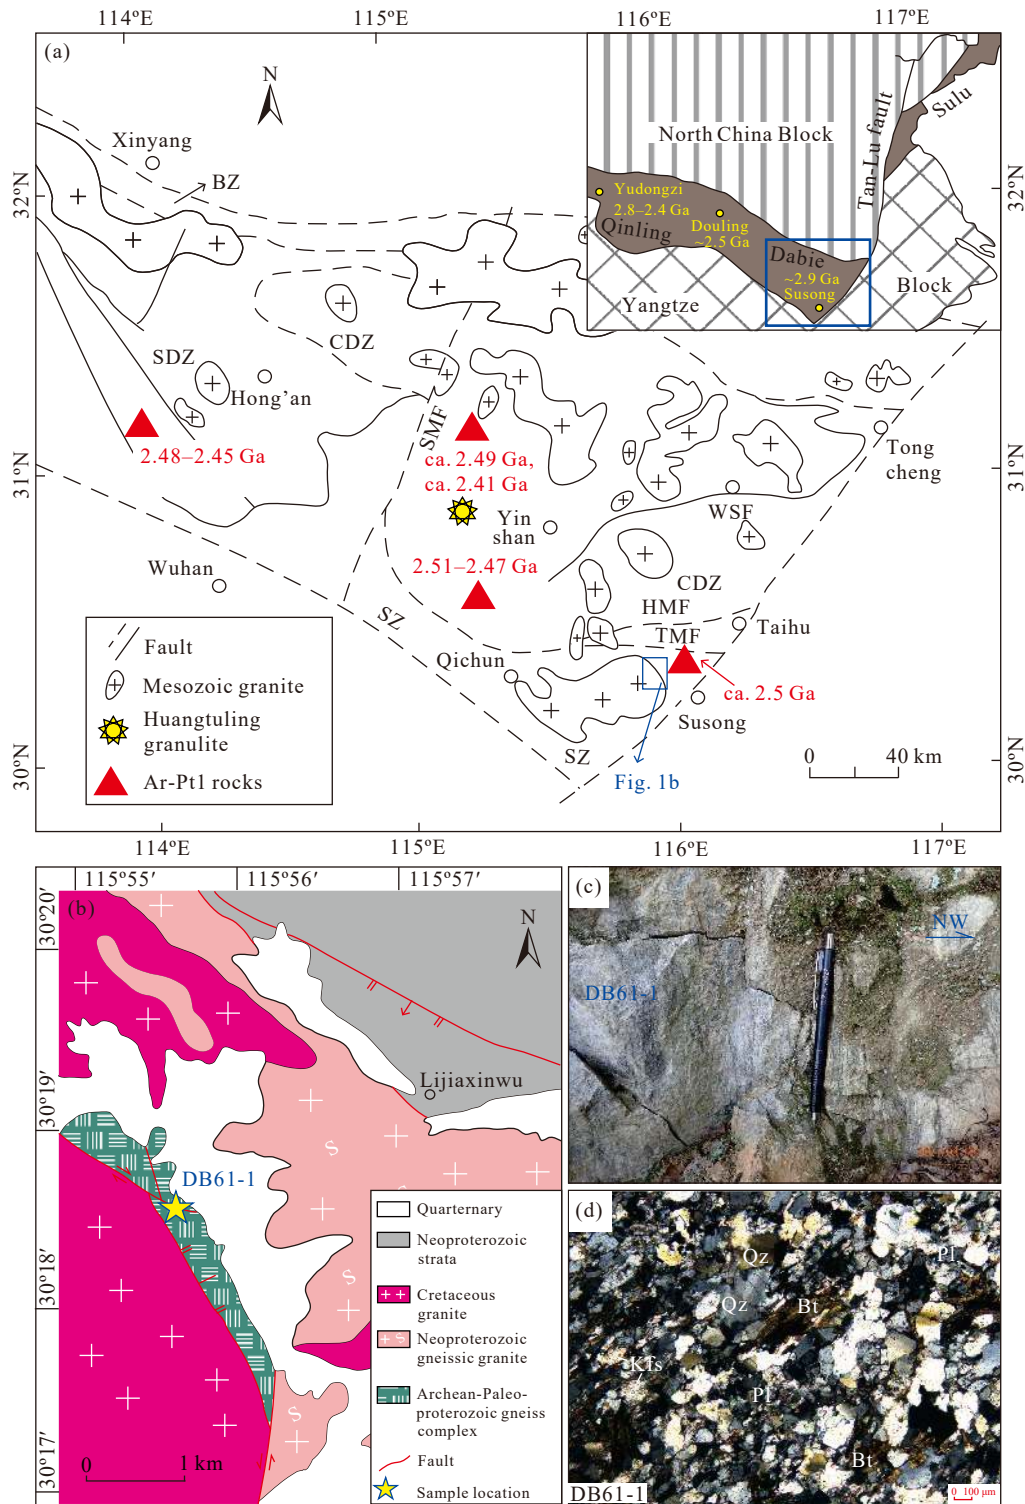 114°E
115°E
116°E
117°E
(a)
N
Xinyang
BZ
32°N
North China Block
Tan-Lu fault
Sulu
Yudongzi
2.8–2.4 Ga
Qinling
Douling
~2.5 Ga
Dabie
~2.9 Ga
Susong
Yangtze
Block
32°N
SDZ
CDZ
Hong'an
SMF
2.48–2.45 Ga
ca. 2.49 Ga,
ca. 2.41 Ga
31°N
Tong
cheng
31°N
WSF
Yin
shan
2.51–2.47 Ga
Wuhan
CDZ
HMF
TMF
Taihu
SZ
Qichun
ca. 2.5 Ga
Susong
SZ
Fig. 1b
0
40 km
Fault
Mesozoic granite
Huangtuling
granulite
Ar-Pt1 rocks
30°N
30°N
114°E
115°E
116°E
117°E
115°55′
115°56′
115°57′
30°20′
(b)
N
30°19′
Lijiaxinwu
DB61-1
S
30°18′
S
S
30°17′
0
1 km
Quarternary
Neoproterozoic
strata
Cretaceous
granite
S
Neoproterozoic
gneissic granite
Archean-Paleo-
proterozoic gneiss
complex
Fault
Sample location
(c)
NW
DB61-1
(d)
Qz
Pl
Qz
Bt
Kfs
Pl
Bt
DB61-1
0 100 μm